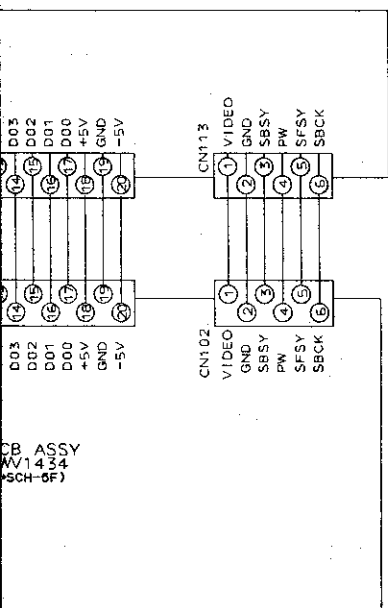 D03
D02
D01
D00
+5V
GND
-5V
CN113
VIDEO
GND
SBSY
PW
SFSY
SBCK
14
15
16
17
18
19
20
1
2
3
4
5
6
14
15
16
17
18
19
20
1
2
3
4
5
6
D03
D02
D01
D00
+5V
GND
-5V
CN102
VIDEO
GND
SBSY
PW
SFSY
SBCK
CB ASSY
WV1434
*SCH-6F)